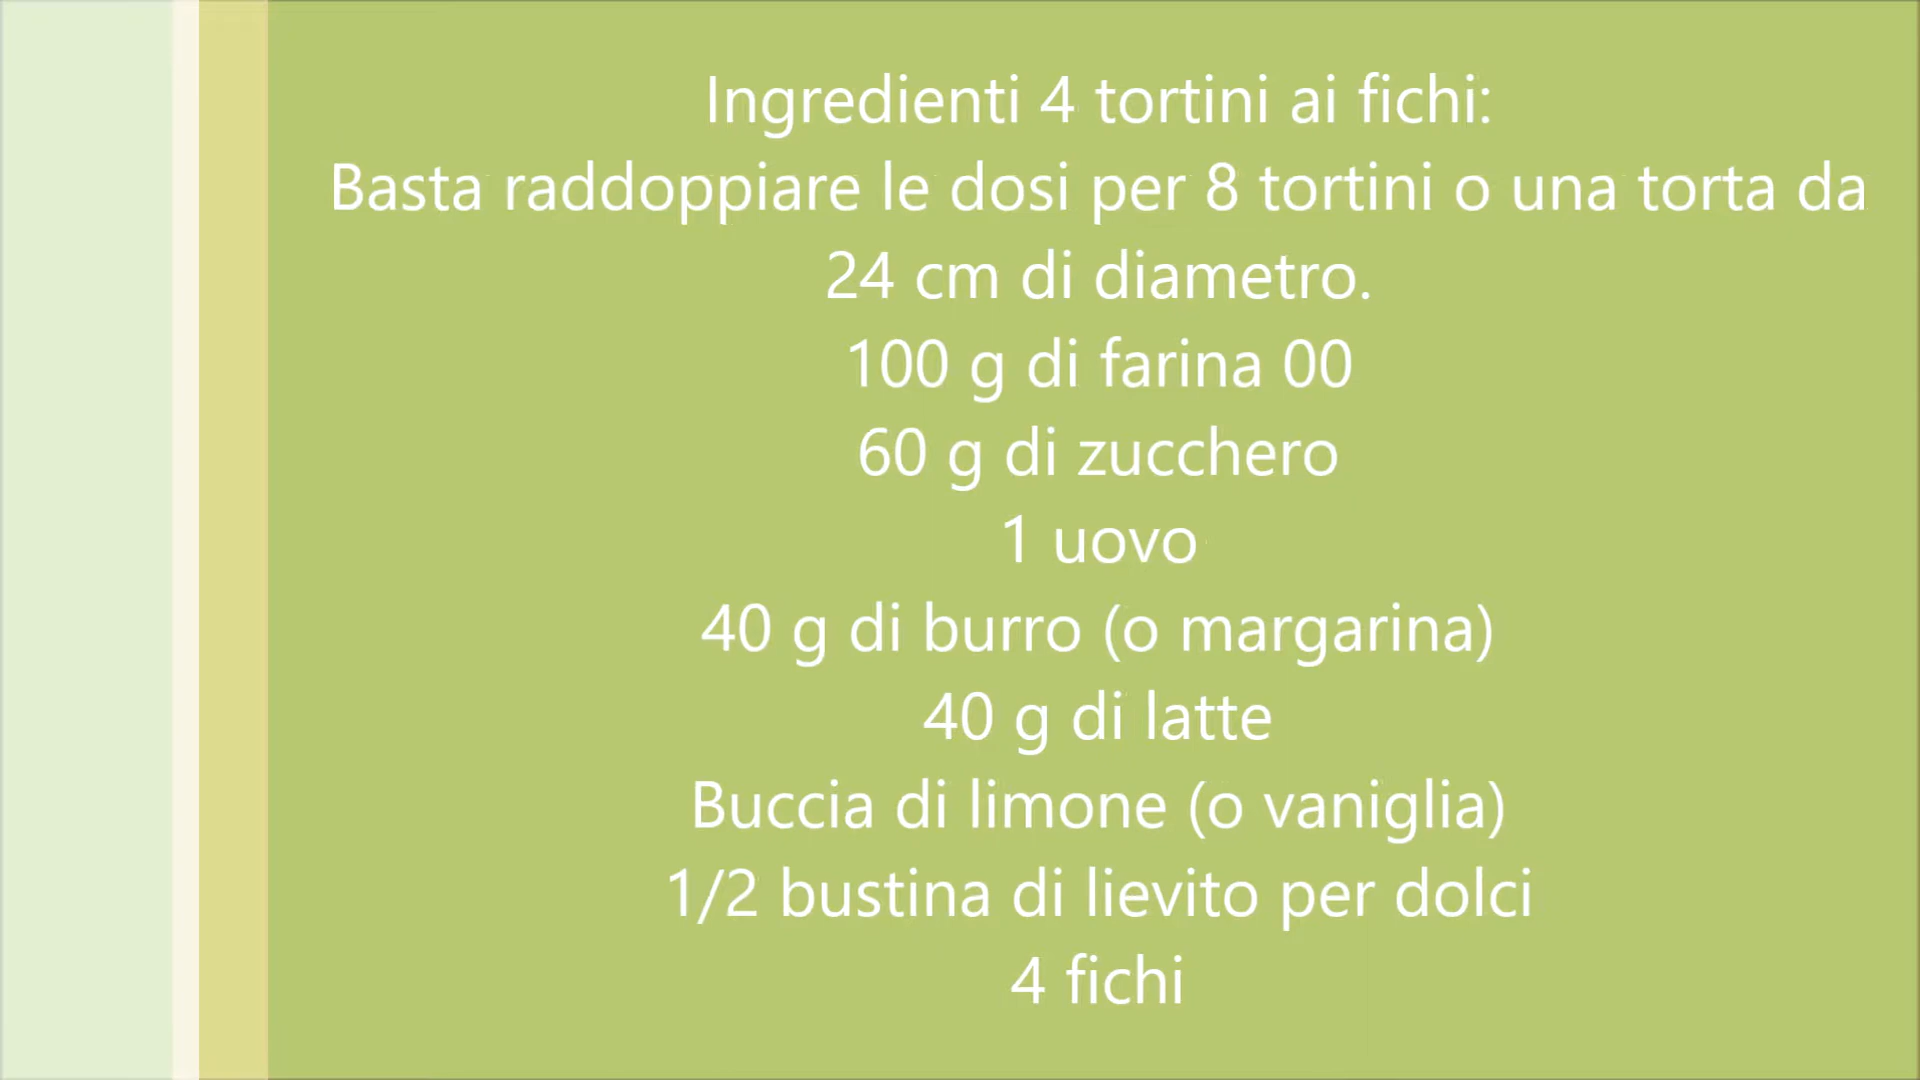 Ingredienti 4 tortini ai fichi:
Basta raddoppiare le dosi per 8 tortini o una torta da
24 cm di diametro.
100 g di farina 00
60 g di zucchero
1 uovo
40 g di burro (o margarina)
40 g di latte
Buccia di limone (o vaniglia)
1/2 bustina di lievito per dolci
4 fichi